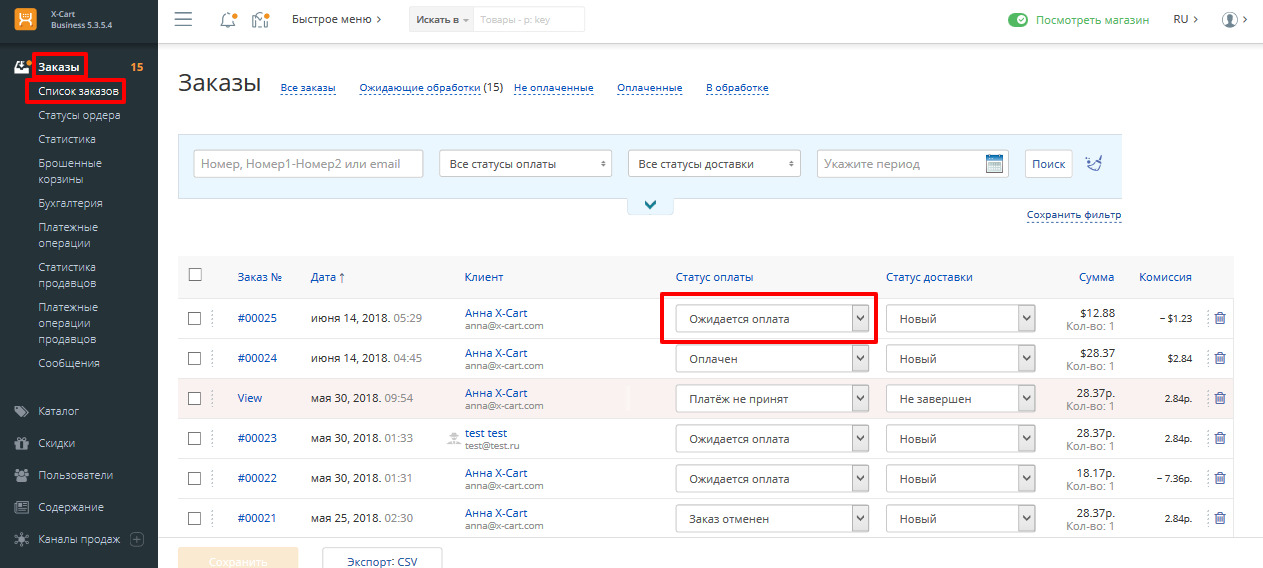 X-Cart
Business 5.3.5.4
Быстрое меню
Искать в
Товары - p: key
Посмотреть магазин
RU
Заказы 15
Список заказов
Статусы ордера
Статистика
Брошенные
корзины
Бухгалтерия
Платежные
операции
Статистика
продавцов
Платежные
операции
продавцов
Сообщения
Каталог
Скидки
Пользователи
Содержание
Каналы продаж
Заказы Все заказы Ожидающие обработки (15) Не оплаченные Оплаченные В обработке
Номер, Номер1-Номер2 или email Все статусы оплаты Все статусы доставки Укажите период Поиск
Сохранить фильтр
Заказ № Дата ↑ Клиент Статус оплаты Статус доставки Сумма Комиссия
#00025 июня 14, 2018. 05:29 Анна X-Cart Ожидается оплата Новый $12.88 − $1.23
anna@x-cart.com Кол-во: 1
#00024 июня 14, 2018. 04:45 Анна X-Cart Оплачен Новый $28.37 $2.84
anna@x-cart.com Кол-во: 1
View мая 30, 2018. 09:54 Анна X-Cart Платёж не принят Не завершен 28.37р. 2.84р.
anna@x-cart.com Кол-во: 1
#00023 мая 30, 2018. 01:33 test test Ожидается оплата Новый 28.37р. 2.84р.
test@test.ru Кол-во: 1
#00022 мая 30, 2018. 01:31 Анна X-Cart Ожидается оплата Новый 18.17р. − 7.36р.
anna@x-cart.com Кол-во: 1
#00021 мая 25, 2018. 02:30 Анна X-Cart Заказ отменен Новый 28.37р. 2.84р.
anna@x-cart.com Кол-во: 1
Сохранить Экспорт: CSV